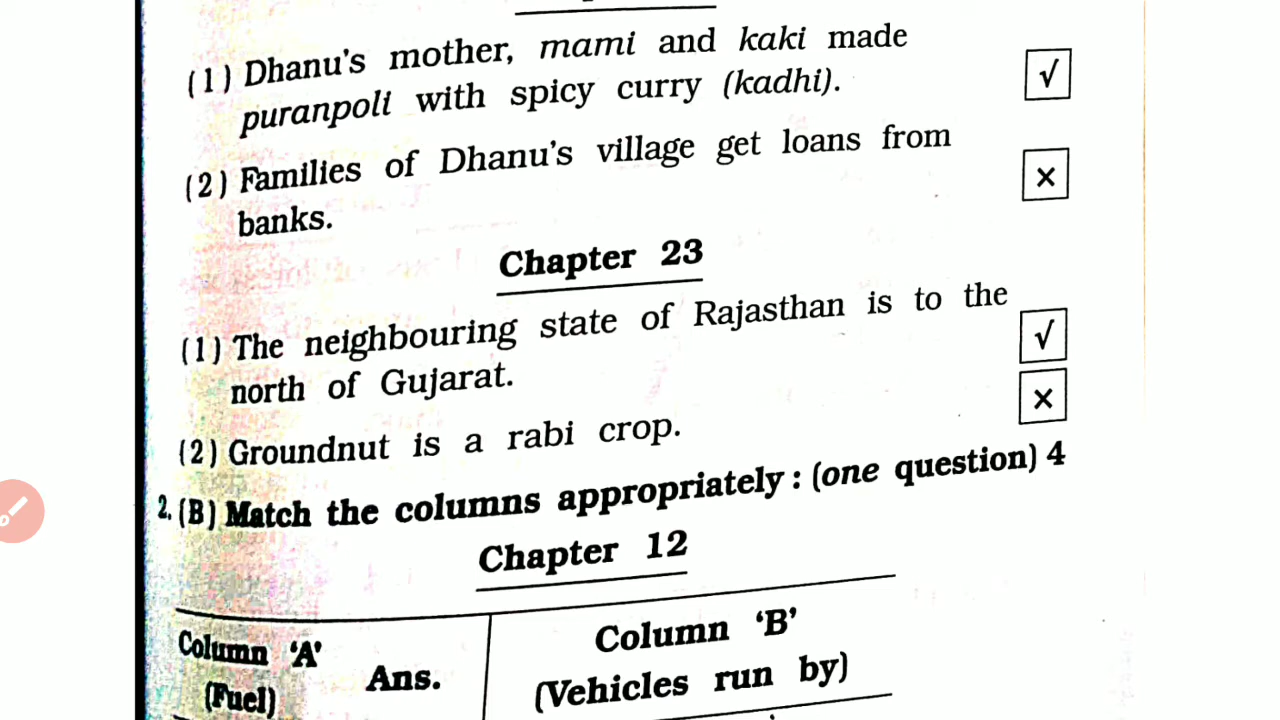 (1) Dhanu's mother, mami and kaki made
puranpoli with spicy curry (kadhi). √
(2) Families of Dhanu's village get loans from
banks. ×
Chapter 23
(1) The neighbouring state of Rajasthan is to the
north of Gujarat. √
(2) Groundnut is a rabi crop. ×
2. (B) Match the columns appropriately : (one question) 4
Chapter 12
Column 'A' Ans. Column 'B'
(Fuel) (Vehicles run by)